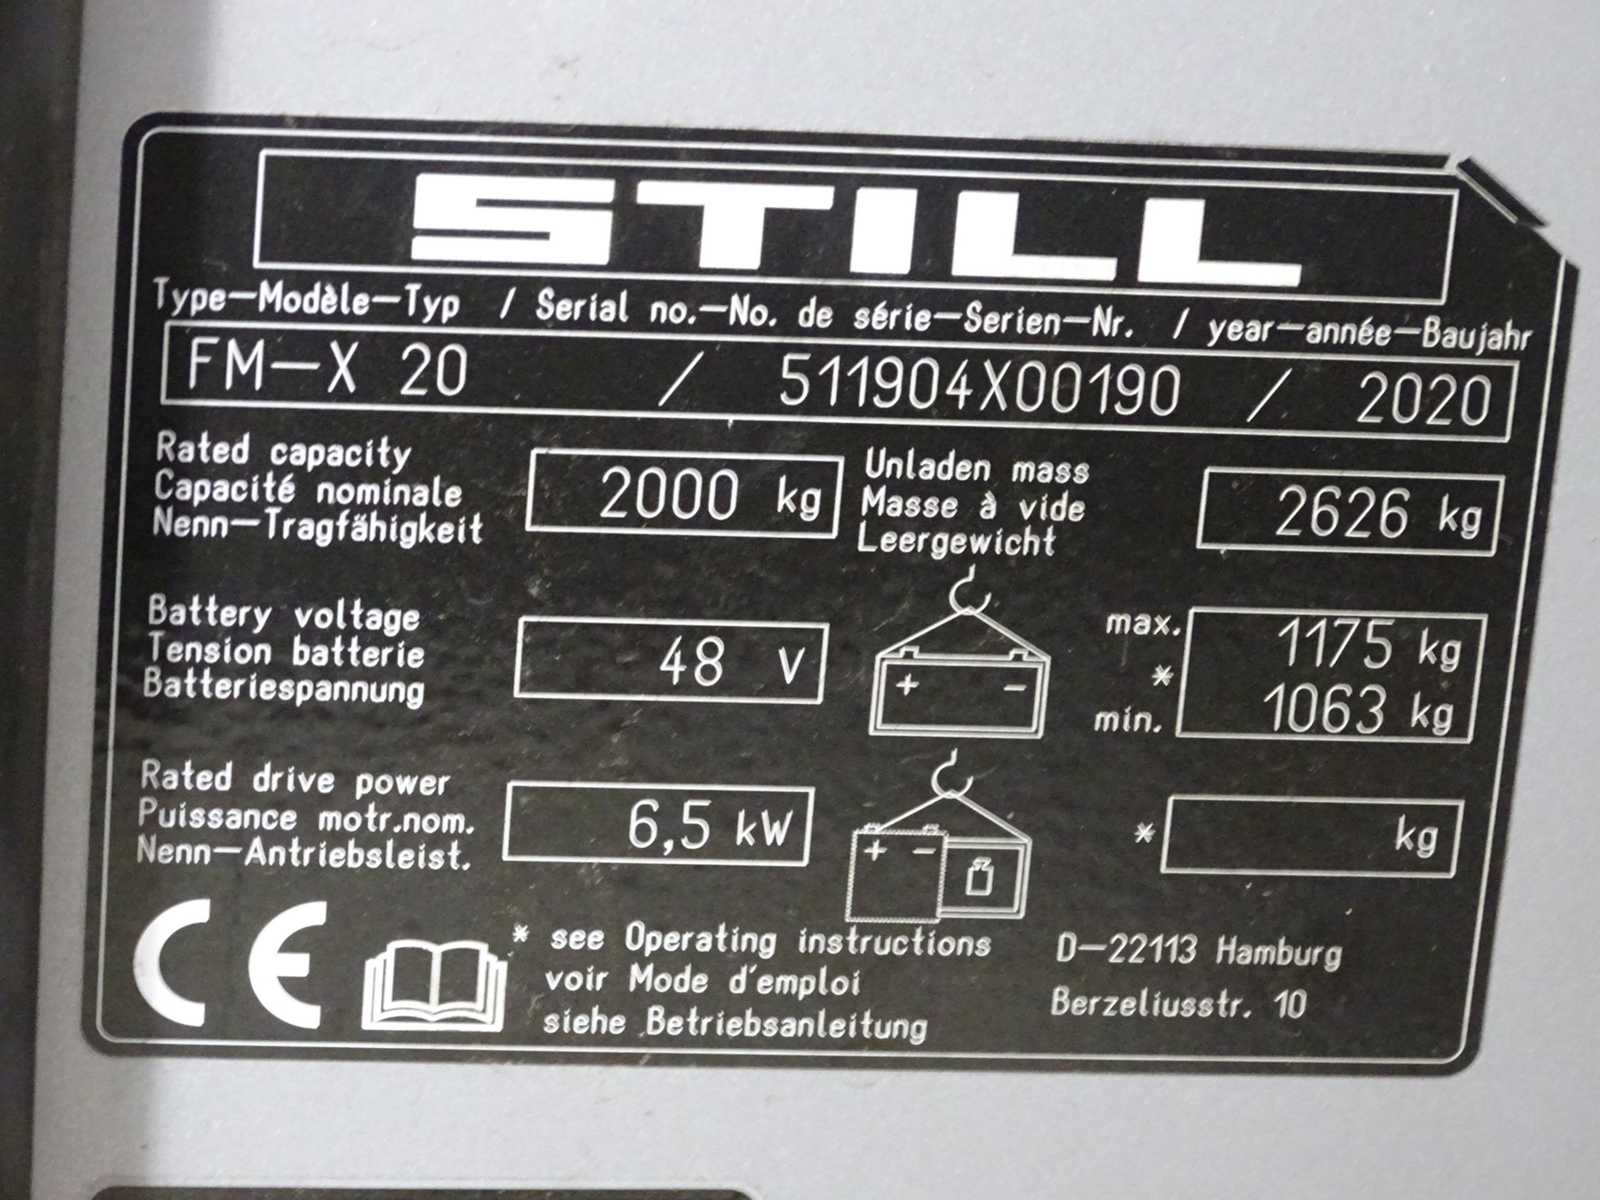 STILL
Type—Modèle—Typ / Serial no.—No. de série—Serien—Nr. / year—année—Baujahr
FM—X 20 / 511904X00190 / 2020
Rated capacity
Capacité nominale
Nenn—Tragfähigkeit
2000 kg
Unladen mass
Masse à vide
Leergewicht
2626 kg
Battery voltage
Tension batterie
Batteriespannung
48 V
+ −
max. 1175 kg
*
min. 1063 kg
Rated drive power
Puissance motr.nom.
Nenn—Antriebsleist.
6,5 kW
+ −
* kg
CE
* see Operating instructions
voir Mode d'emploi
siehe Betriebsanleitung
D—22113 Hamburg
Berzeliusstr. 10